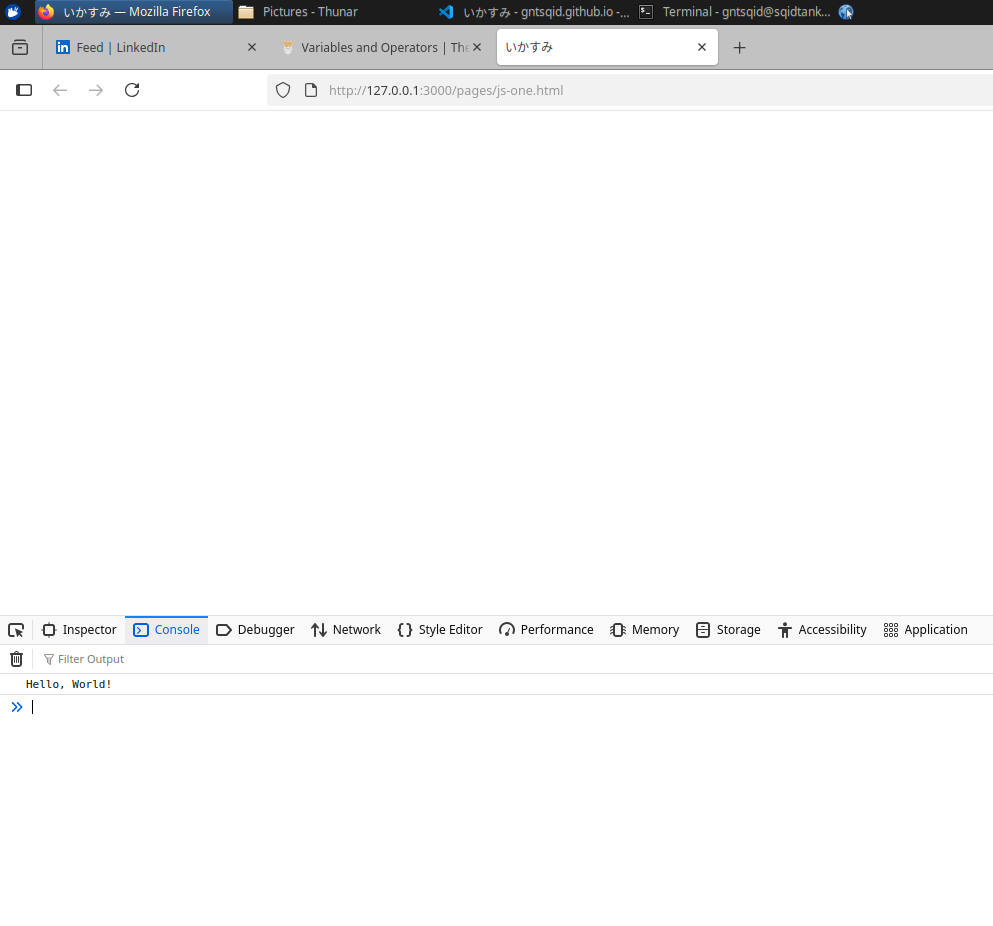 いかすみ — Mozilla Firefox
Pictures - Thunar
いかすみ - gntsqid.github.io -...
Terminal - gntsqid@sqidtank...
Feed | LinkedIn
Variables and Operators | The
いかすみ
http://127.0.0.1:3000/pages/js-one.html
Inspector
Console
Debugger
Network
Style Editor
Performance
Memory
Storage
Accessibility
Application
Filter Output
Hello, World!